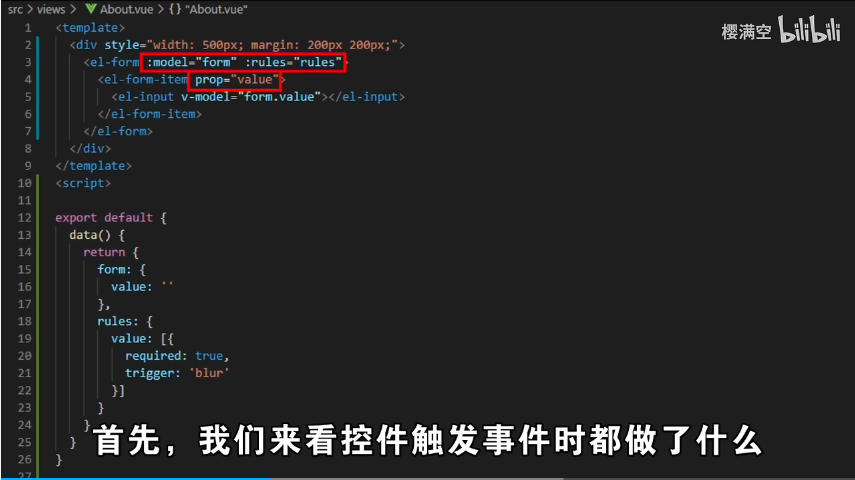 src > views > About.vue > {} "About.vue"
樱满空 bilibili
1 <template>
2 <div style="width: 500px; margin: 200px 200px;">
3 <el-form :model="form" :rules="rules">
4 <el-form-item prop="value">
5 <el-input v-model="form.value"></el-input>
6 </el-form-item>
7 </el-form>
8 </div>
9 </template>
10 <script>
11
12 export default {
13 data() {
14 return {
15 form: {
16 value: ''
17 },
18 rules: {
19 value: [{
20 required: true,
21 trigger: 'blur'
22 }]
23 }
24 }
25 }
26 }
27
首先，我们来看控件触发事件时都做了什么